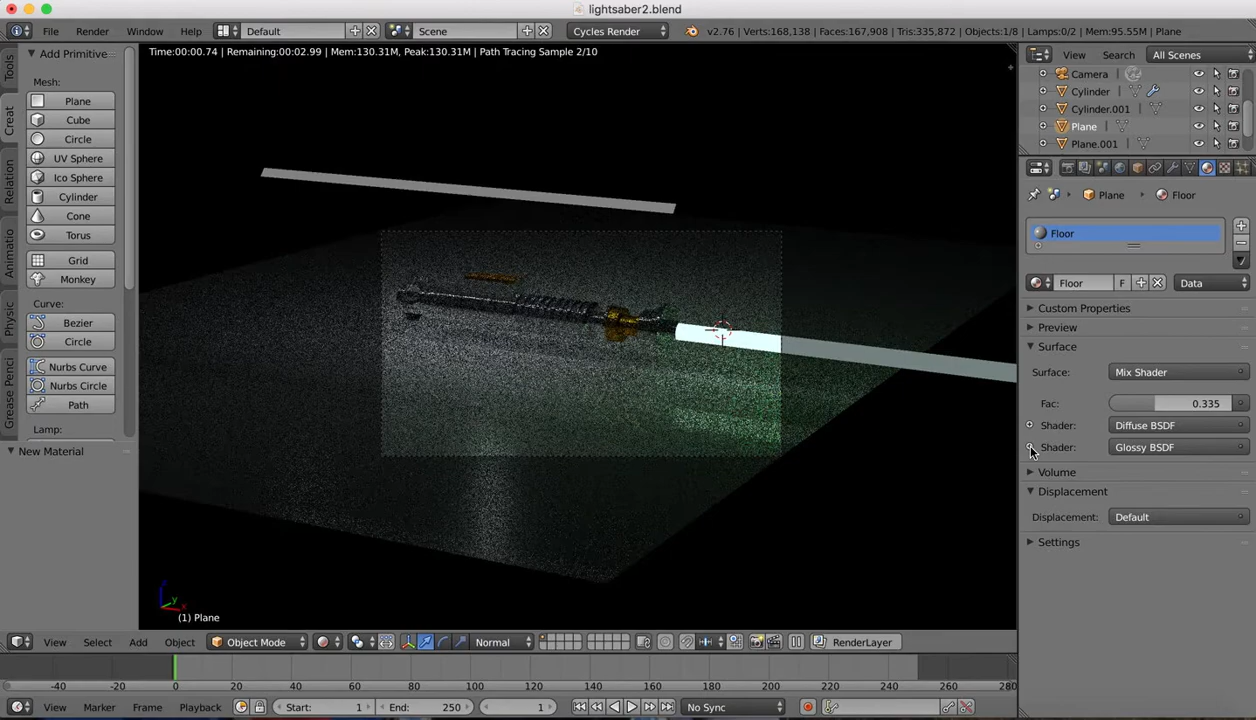 lightsaber2.blend
File Render Window Help Default Scene Cycles Render v2.76 | Verts:168,138 | Faces:167,908 | Tris:335,872 | Objects:1/8 | Lamps:0/2 | Mem:95.55M | Plane
Time:00:00.74 | Remaining:00:02.99 | Mem:130.31M, Peak:130.31M | Path Tracing Sample 2/10
Tools
Creat
Relation
Animatio
Physic
Grease Penci
Add Primitive
Mesh:
Plane
Cube
Circle
UV Sphere
Ico Sphere
Cylinder
Cone
Torus
Grid
Monkey
Curve:
Bezier
Circle
Nurbs Curve
Nurbs Circle
Path
Lamp:
New Material
z
y
x
(1) Plane
View Search All Scenes
Camera
Cylinder
Cylinder.001
Plane
Plane.001
Plane Floor
Floor
Floor F Data
Custom Properties
Preview
Surface
Surface: Mix Shader
Fac: 0.335
Shader: Diffuse BSDF
Shader: Glossy BSDF
Volume
Displacement
Displacement: Default
Settings
View Select Add Object Object Mode Normal RenderLayer
-40 -20 0 20 40 60 80 100 120 140 160 180 200 220 240 260 280
View Marker Frame Playback Start: 1 End: 250 1 No Sync